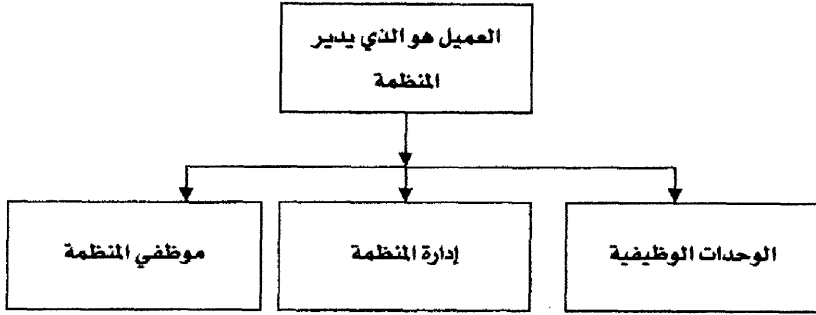 العميل هو الذي يدير
المنظمة
الوحدات الوظيفية
إدارة المنظمة
موظفي المنظمة